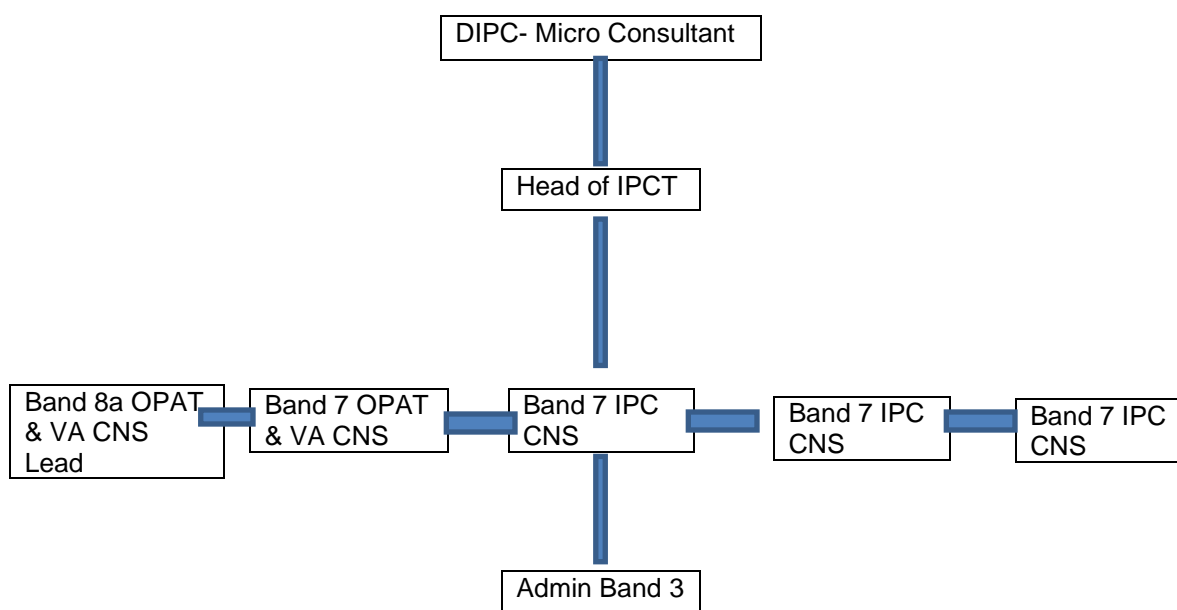 DIPC- Micro Consultant
Head of IPCT
Band 8a OPAT
& VA CNS
Lead
Band 7 OPAT
& VA CNS
Band 7 IPC
CNS
Band 7 IPC
CNS
Band 7 IPC
CNS
Admin Band 3